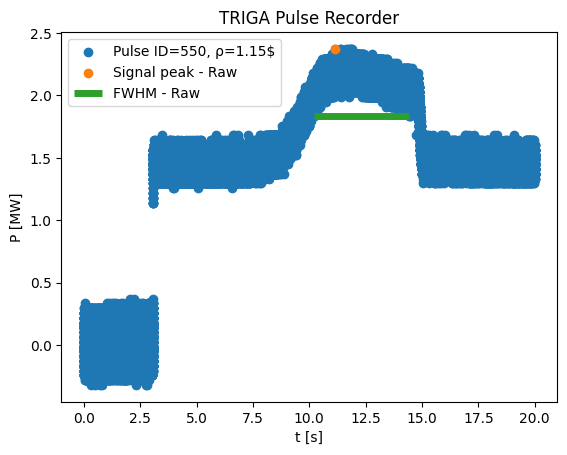 TRIGA Pulse Recorder
Pulse ID=550, ρ=1.15$
Signal peak - Raw
FWHM - Raw
P [MW]
2.5
2.0
1.5
1.0
0.5
0.0
0.0 2.5 5.0 7.5 10.0 12.5 15.0 17.5 20.0
t [s]